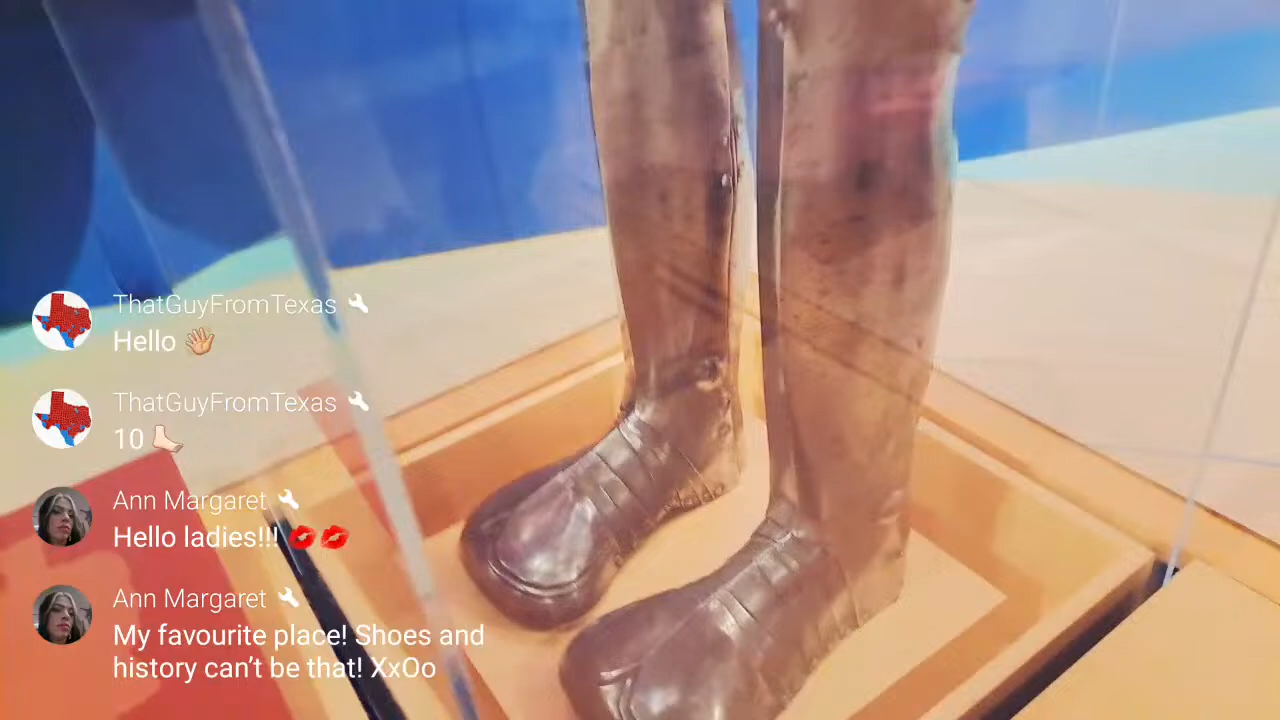 ThatGuyFromTexas
Hello 👋🏼
ThatGuyFromTexas
10 🦶🏻
Ann Margaret
Hello ladies!!! 💋💋
Ann Margaret
My favourite place! Shoes and
history can't be that! XxOo